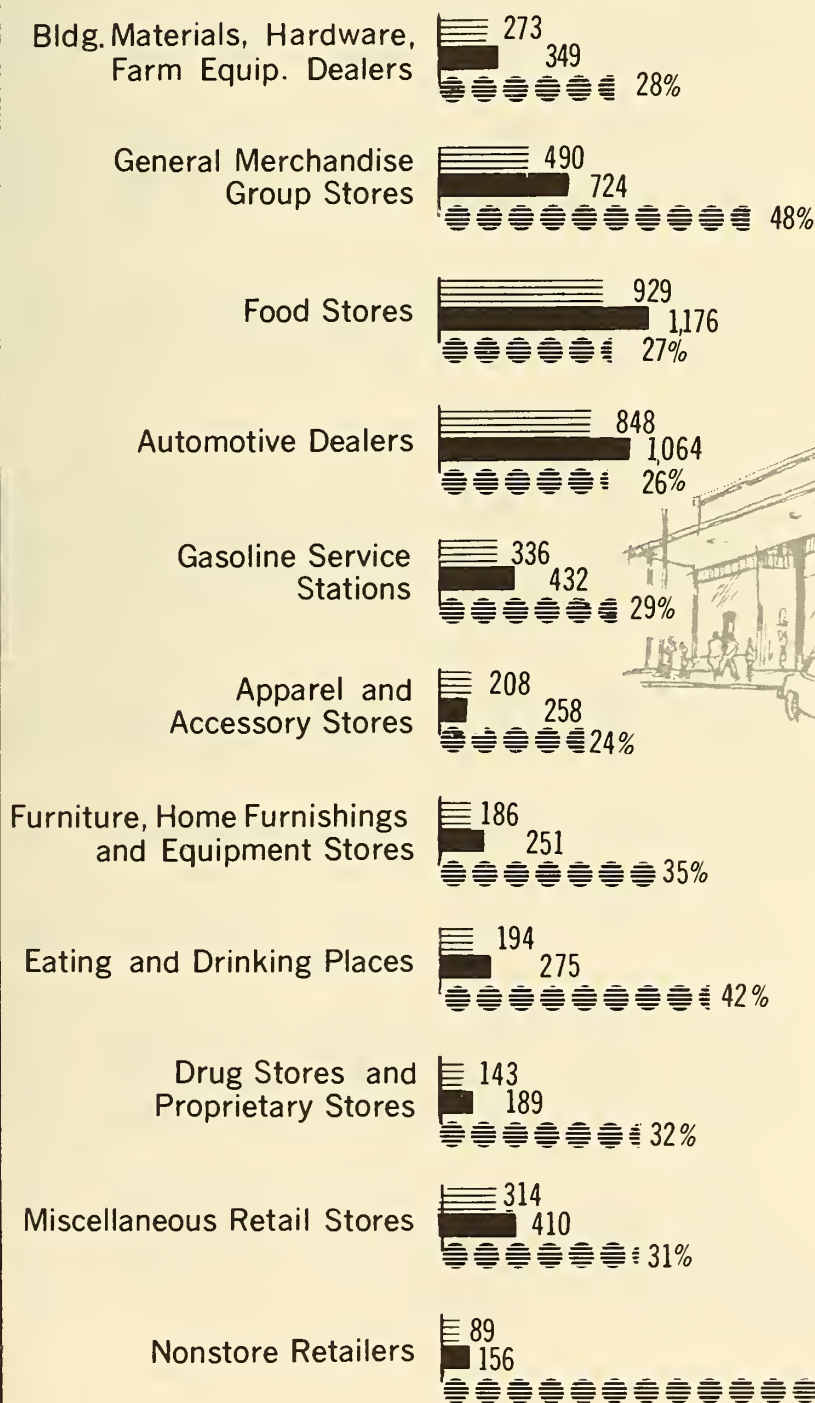 Bldg. Materials, Hardware,
Farm Equip. Dealers
273
349
28%
General Merchandise
Group Stores
490
724
48%
Food Stores
929
1,176
27%
Automotive Dealers
848
1,064
26%
Gasoline Service
Stations
336
432
29%
Apparel and
Accessory Stores
208
258
24%
Furniture, Home Furnishings
and Equipment Stores
186
251
35%
Eating and Drinking Places
194
275
42%
Drug Stores and
Proprietary Stores
143
189
32%
Miscellaneous Retail Stores
314
410
31%
Nonstore Retailers
89
156